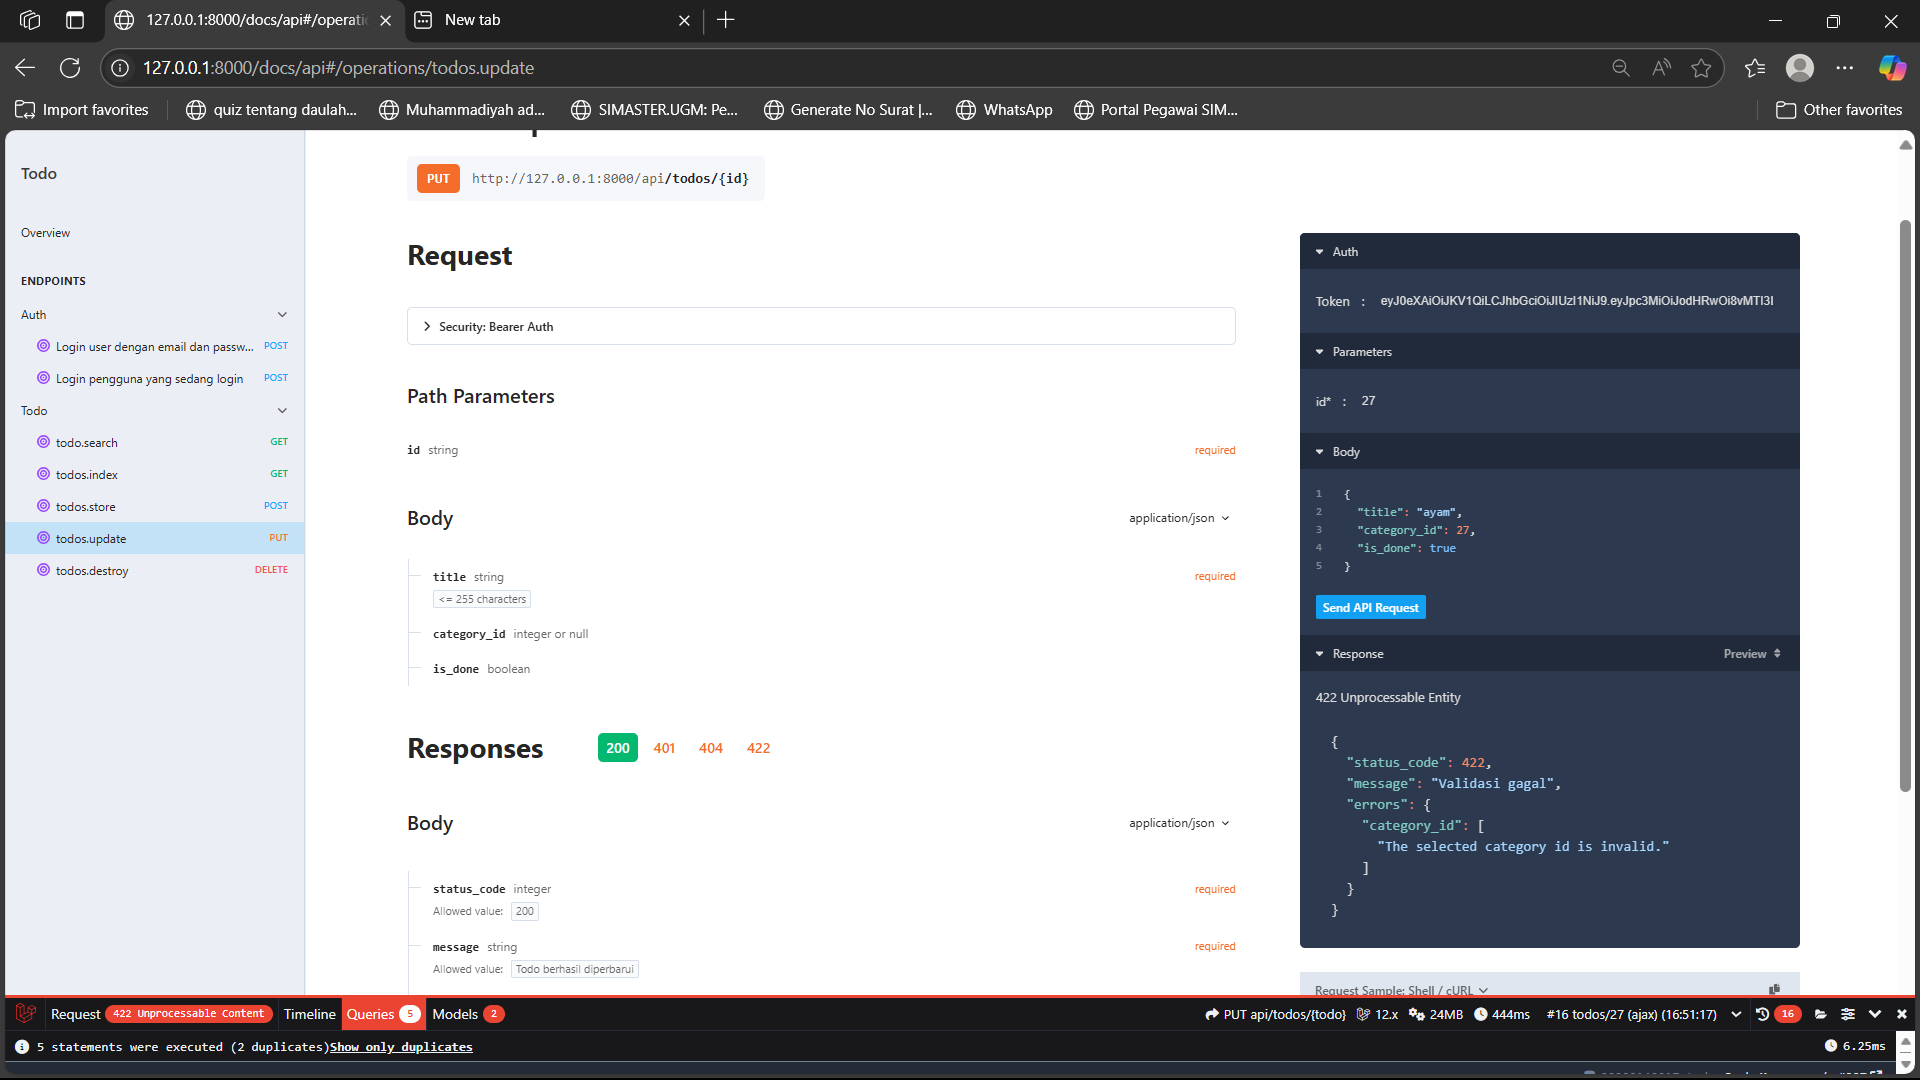 127.0.0.1:8000/docs/api#/operati
New tab
127.0.0.1:8000/docs/api#/operations/todos.update
Import favorites
quiz tentang daulah...
Muhammadiyah ad...
SIMASTER.UGM: Pe...
Generate No Surat |...
WhatsApp
Portal Pegawai SIM...
Other favorites
Todo
Overview
ENDPOINTS
Auth
Login user dengan email dan passw... POST
Login pengguna yang sedang login POST
Todo
todo.search GET
todos.index GET
todos.store POST
todos.update PUT
todos.destroy DELETE
PUT http://127.0.0.1:8000/api/todos/{id}
Request
Security: Bearer Auth
Path Parameters
id string required
Body application/json
title string required
<= 255 characters
category_id integer or null
is_done boolean
Responses 200 401 404 422
Body application/json
status_code integer required
Allowed value: 200
message string required
Allowed value: Todo berhasil diperbarui
Auth
Token : eyJ0eXAiOiJKV1QiLCJhbGciOiJIUzI1NiJ9.eyJpc3MiOiJodHRwOi8vMTI3I
Parameters
id* : 27
Body
1 {
2 "title": "ayam",
3 "category_id": 27,
4 "is_done": true
5 }
Send API Request
Response Preview
422 Unprocessable Entity
{
"status_code": 422,
"message": "Validasi gagal",
"errors": {
"category_id": [
"The selected category id is invalid."
]
}
}
Request Sample: Shell / cURL
Request 422 Unprocessable Content Timeline Queries 5 Models 2
PUT api/todos/{todo} 12.x 24MB 444ms #16 todos/27 (ajax) (16:51:17) 16
5 statements were executed (2 duplicates)Show only duplicates 6.25ms